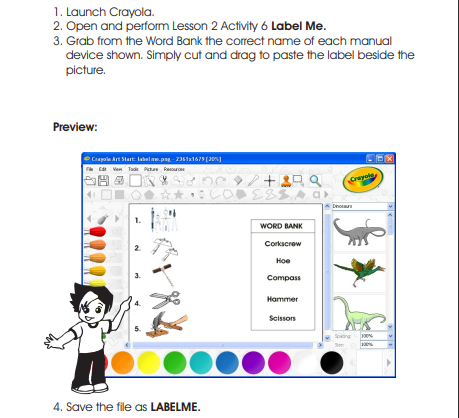 1. Launch Crayola.
2. Open and perform Lesson 2 Activity 6 Label Me.
3. Grab from the Word Bank the correct name of each manual
device shown. Simply cut and drag to paste the label beside the
picture.
Preview:
Crayola Art Start: label me.png - 2361x1679 (20%)
File Edit View Tools Picture Resources
Crayola
Dinosaurs
1.
2.
3.
4.
5.
WORD BANK
Corkscrew
Hoe
Compass
Hammer
Scissors
Spacing 100%
Size 100%
4. Save the file as LABELME.